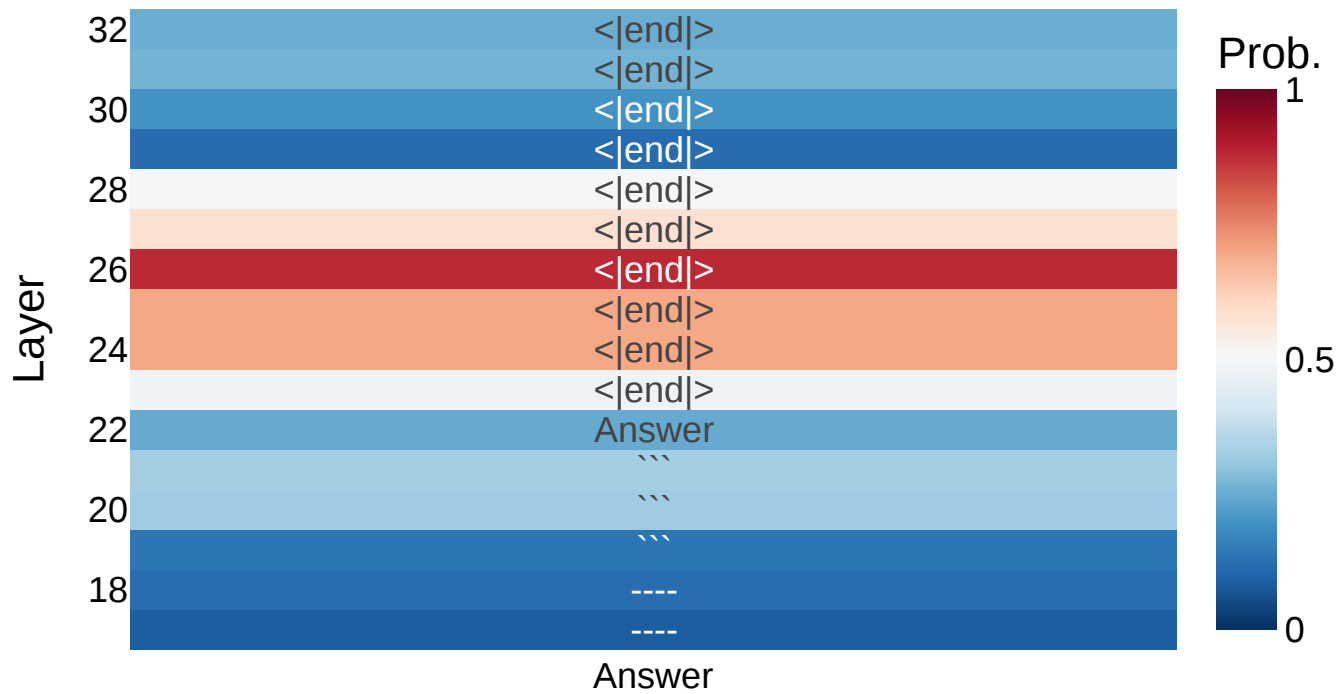 Prob.
32 <|end|>
<|end|>
30 <|end|>
<|end|>
28 <|end|>
<|end|>
26 <|end|>
<|end|>
24 <|end|>
<|end|>
22 Answer
```
20 ```
```
18 ----
----
Answer
Layer
1
0.5
0